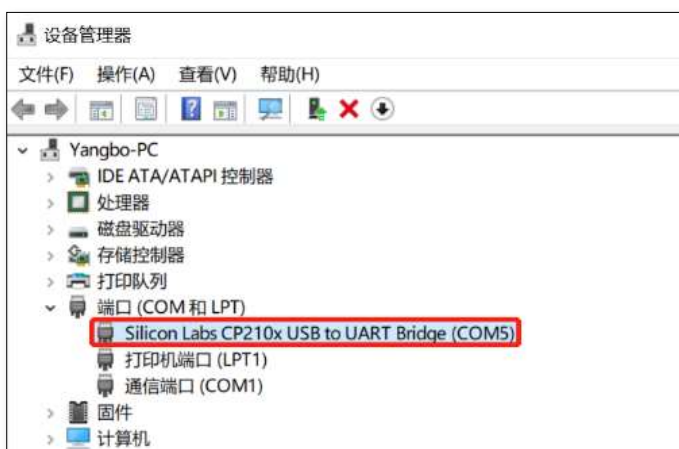 设备管理器
文件(F) 操作(A) 查看(V) 帮助(H)
Yangbo-PC
IDE ATA/ATAPI 控制器
处理器
磁盘驱动器
存储控制器
打印队列
端口 (COM 和 LPT)
Silicon Labs CP210x USB to UART Bridge (COM5)
打印机端口 (LPT1)
通信端口 (COM1)
固件
计算机